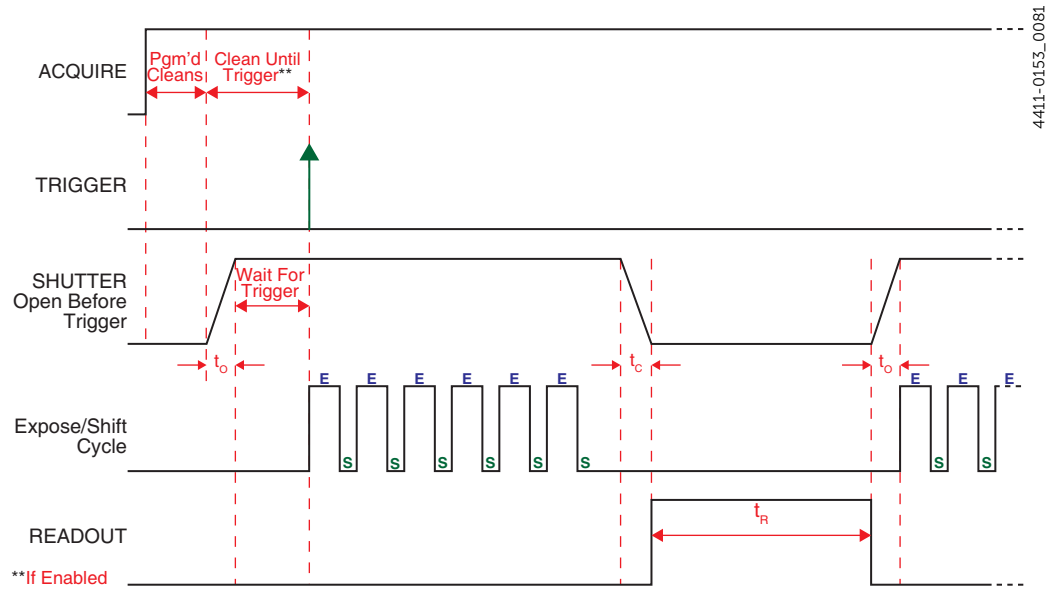 4411-0153_0081
ACQUIRE
Pgm'd
Cleans
Clean Until
Trigger**
TRIGGER
SHUTTER
Open Before
Trigger
Wait For
Trigger
tO
tC
tO
Expose/Shift
Cycle
E E E E E E E E E
S S S S S S S S
READOUT
tR
**If Enabled